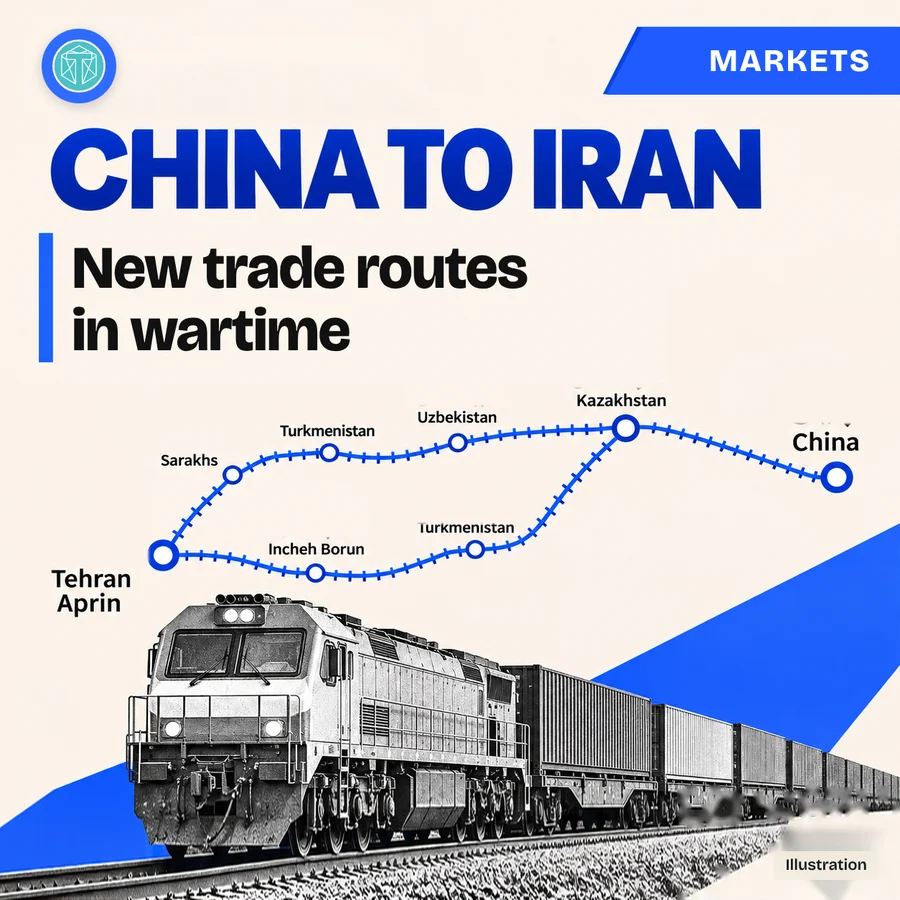 MARKETS
CHINA TO IRAN
New trade routes
in wartime
Kazakhstan
Uzbekistan
Turkmenistan
China
Sarakhs
Turkmenistan
Incheh Borun
Tehran
Aprin
Illustration